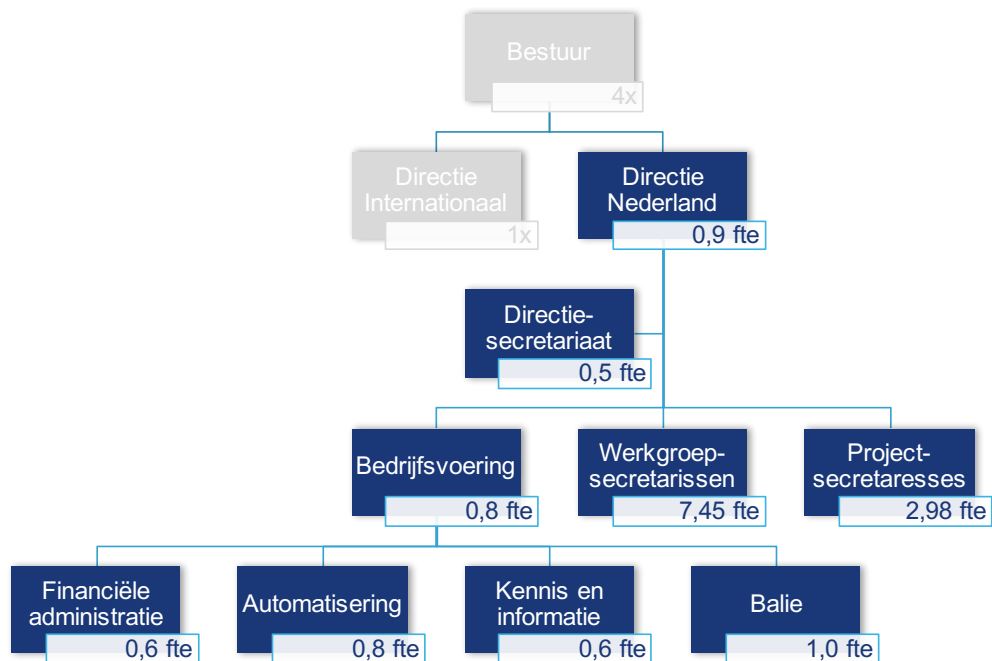 Bestuur
4x
Directie
Internationaal
1x
Directie
Nederland
0,9 fte
Directie-
secretariaat
0,5 fte
Bedrijfsvoering
0,8 fte
Werkgroep-
secretarissen
7,45 fte
Project-
secretaresses
2,98 fte
Financiële
administratie
0,6 fte
Automatisering
0,8 fte
Kennis en
informatie
0,6 fte
Balie
1,0 fte